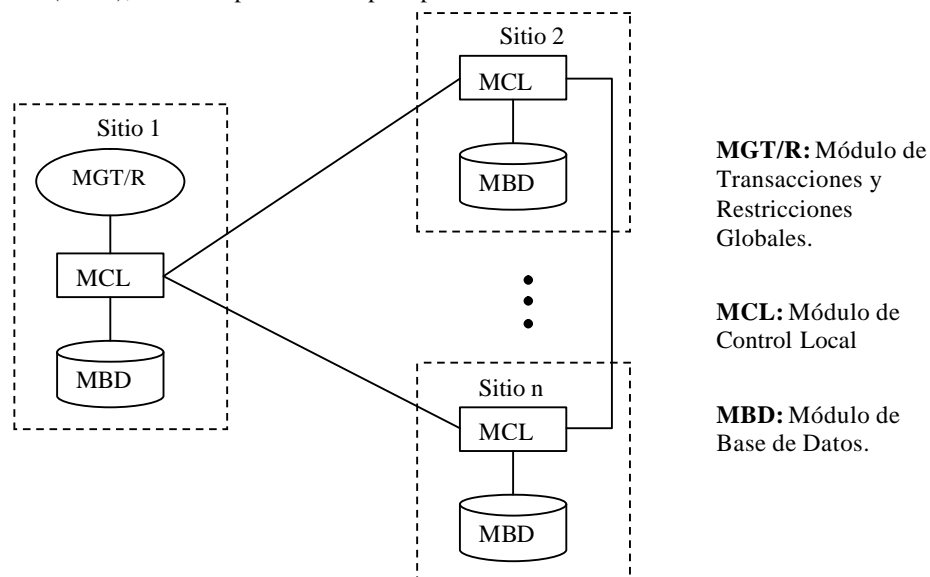 Sitio 1
MGT/R
MCL
MBD
Sitio 2
MCL
MBD
Sitio n
MCL
MBD
MGT/R: Módulo de
Transacciones y
Restricciones
Globales.
MCL: Módulo de
Control Local
MBD: Módulo de
Base de Datos.